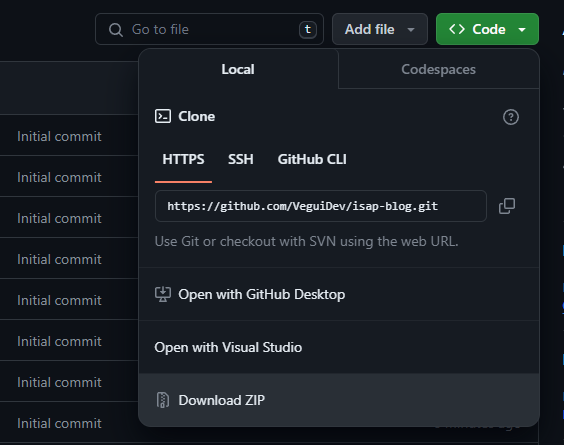 Go to file
t
Add file
Code
Local
Codespaces
Clone
HTTPS SSH GitHub CLI
https://github.com/VeguiDev/isap-blog.git
Use Git or checkout with SVN using the web URL.
Open with GitHub Desktop
Open with Visual Studio
Download ZIP
Initial commit
Initial commit
Initial commit
Initial commit
Initial commit
Initial commit
Initial commit
Initial commit